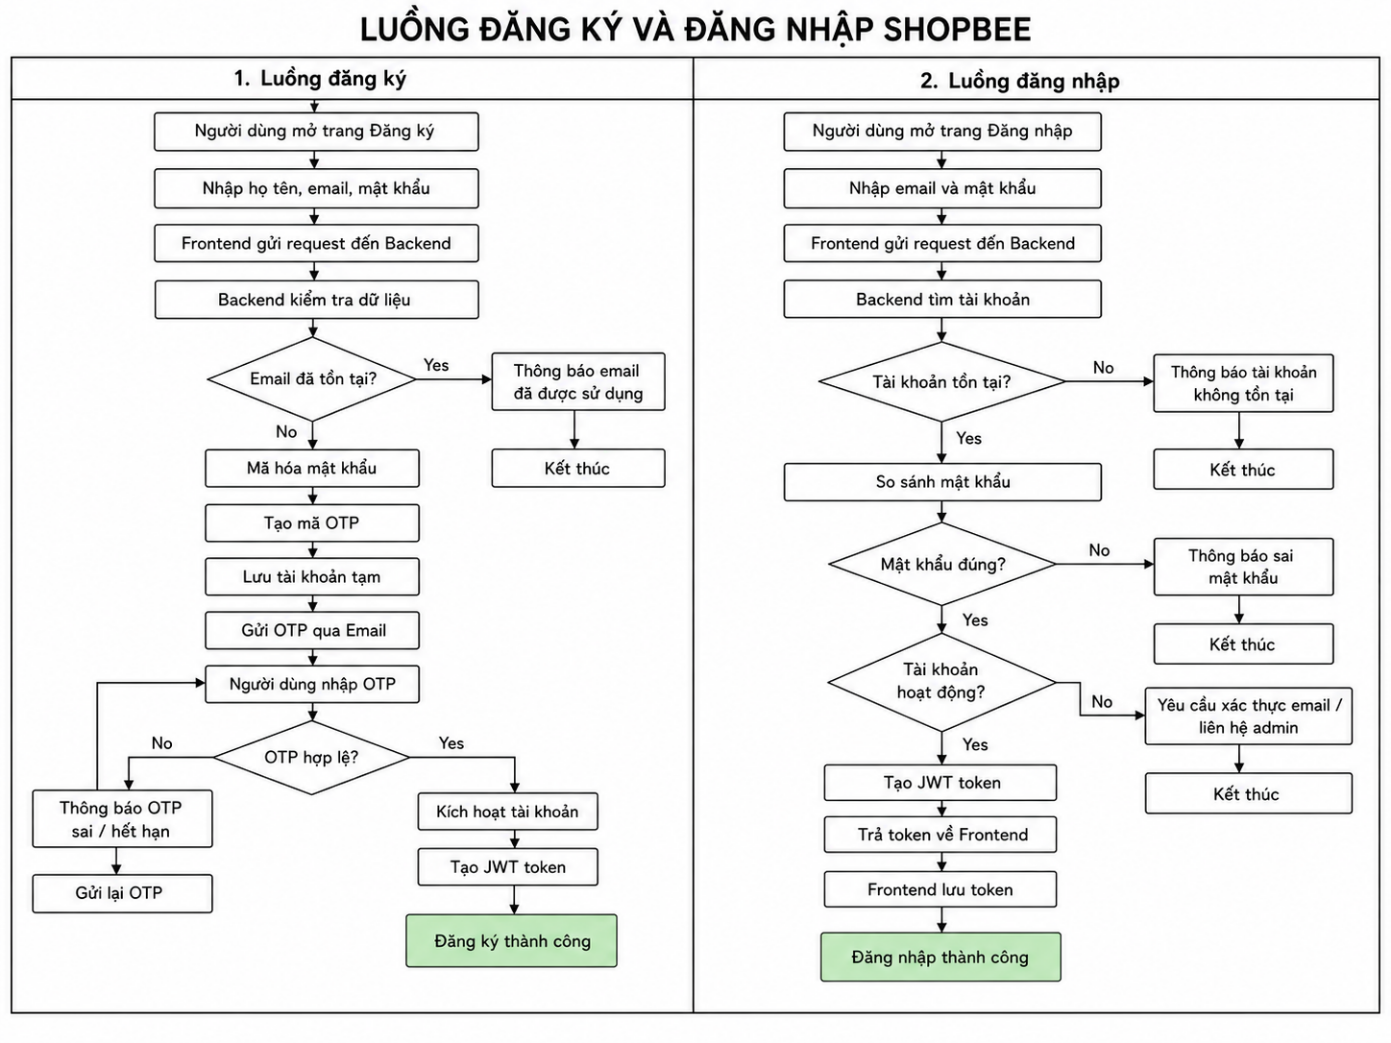 LUỒNG ĐĂNG KÝ VÀ ĐĂNG NHẬP SHOPBEE
1. Luồng đăng ký
Người dùng mở trang Đăng ký
Nhập họ tên, email, mật khẩu
Frontend gửi request đến Backend
Backend kiểm tra dữ liệu
Email đã tồn tại?
Yes
Thông báo email
đã được sử dụng
Kết thúc
No
Mã hóa mật khẩu
Tạo mã OTP
Lưu tài khoản tạm
Gửi OTP qua Email
Người dùng nhập OTP
OTP hợp lệ?
No
Thông báo OTP
sai / hết hạn
Gửi lại OTP
Yes
Kích hoạt tài khoản
Tạo JWT token
Đăng ký thành công
2. Luồng đăng nhập
Người dùng mở trang Đăng nhập
Nhập email và mật khẩu
Frontend gửi request đến Backend
Backend tìm tài khoản
Tài khoản tồn tại?
No
Thông báo tài khoản
không tồn tại
Kết thúc
Yes
So sánh mật khẩu
Mật khẩu đúng?
No
Thông báo sai
mật khẩu
Kết thúc
Yes
Tài khoản
hoạt động?
No
Yêu cầu xác thực email /
liên hệ admin
Kết thúc
Yes
Tạo JWT token
Trả token về Frontend
Frontend lưu token
Đăng nhập thành công